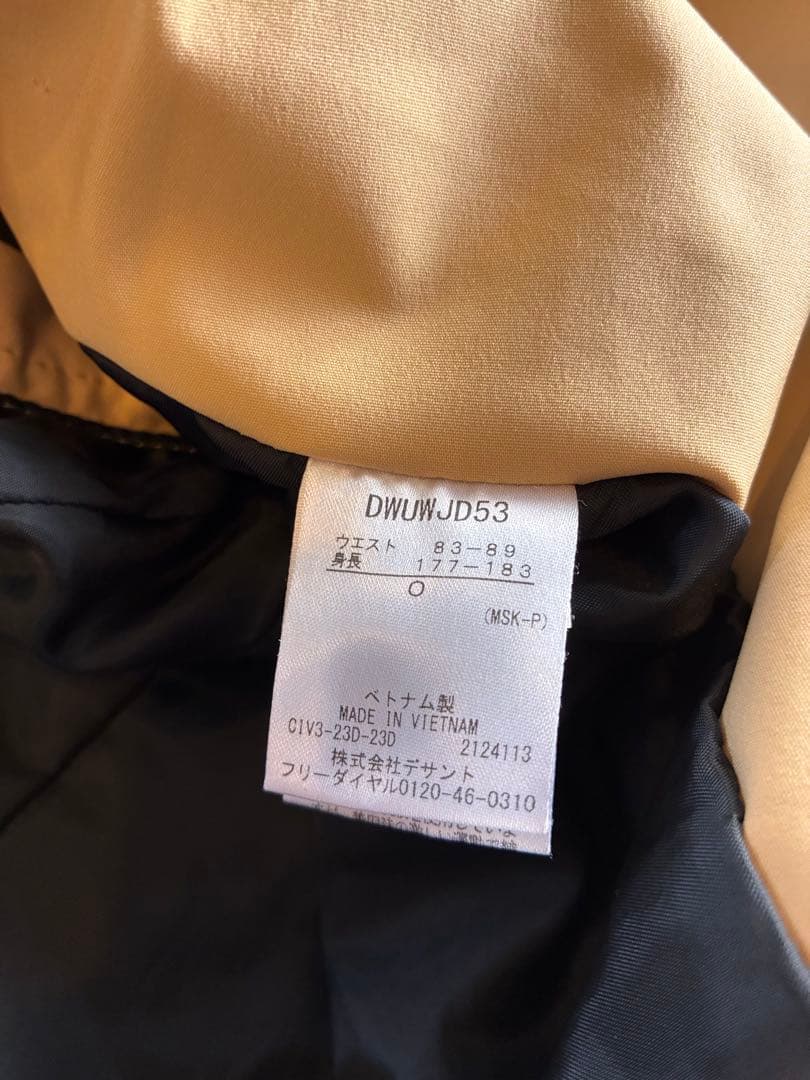 DWUWJD53
ウエスト 83-89
身長 177-183
O
(MSK-P)
ベトナム製
MADE IN VIETNAM
C1V3-23D-23D 2124113
株式会社デサント
フリーダイヤル0120-46-0310